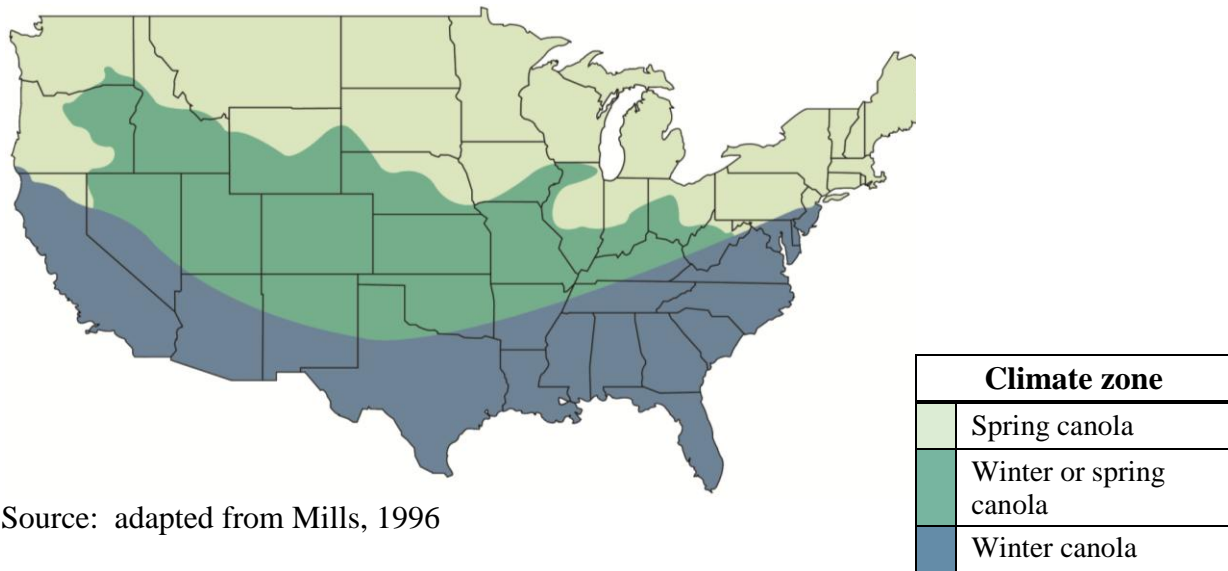 Climate zone
Spring canola
Winter or spring
canola
Winter canola
Source: adapted from Mills, 1996